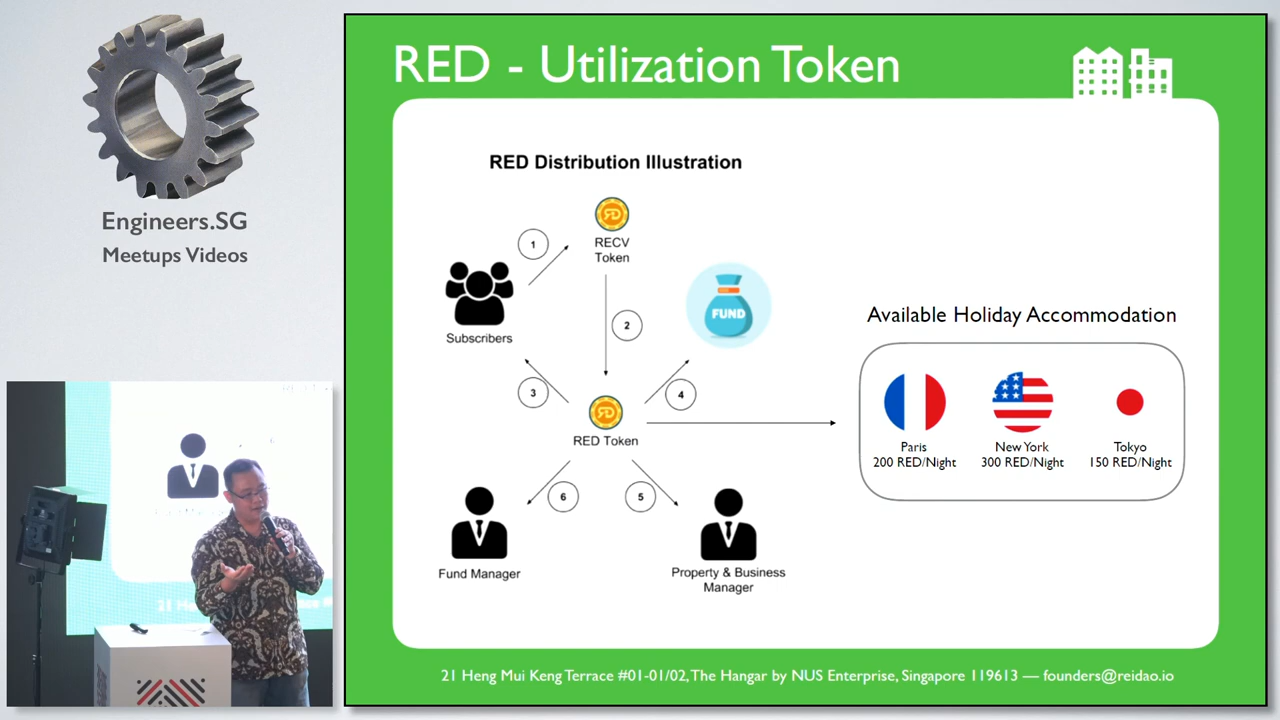 Engineers.SG
Meetups Videos
RED - Utilization Token
RED Distribution Illustration
1
RECV
Token
Subscribers
2
FUND
3
4
RED Token
6
5
Fund Manager
Property & Business
Manager
Available Holiday Accommodation
Paris
200 RED/Night
New York
300 RED/Night
Tokyo
150 RED/Night
21 Heng Mui Keng Terrace #01-01/02, The Hangar by NUS Enterprise, Singapore 119613 — founders@reidao.io